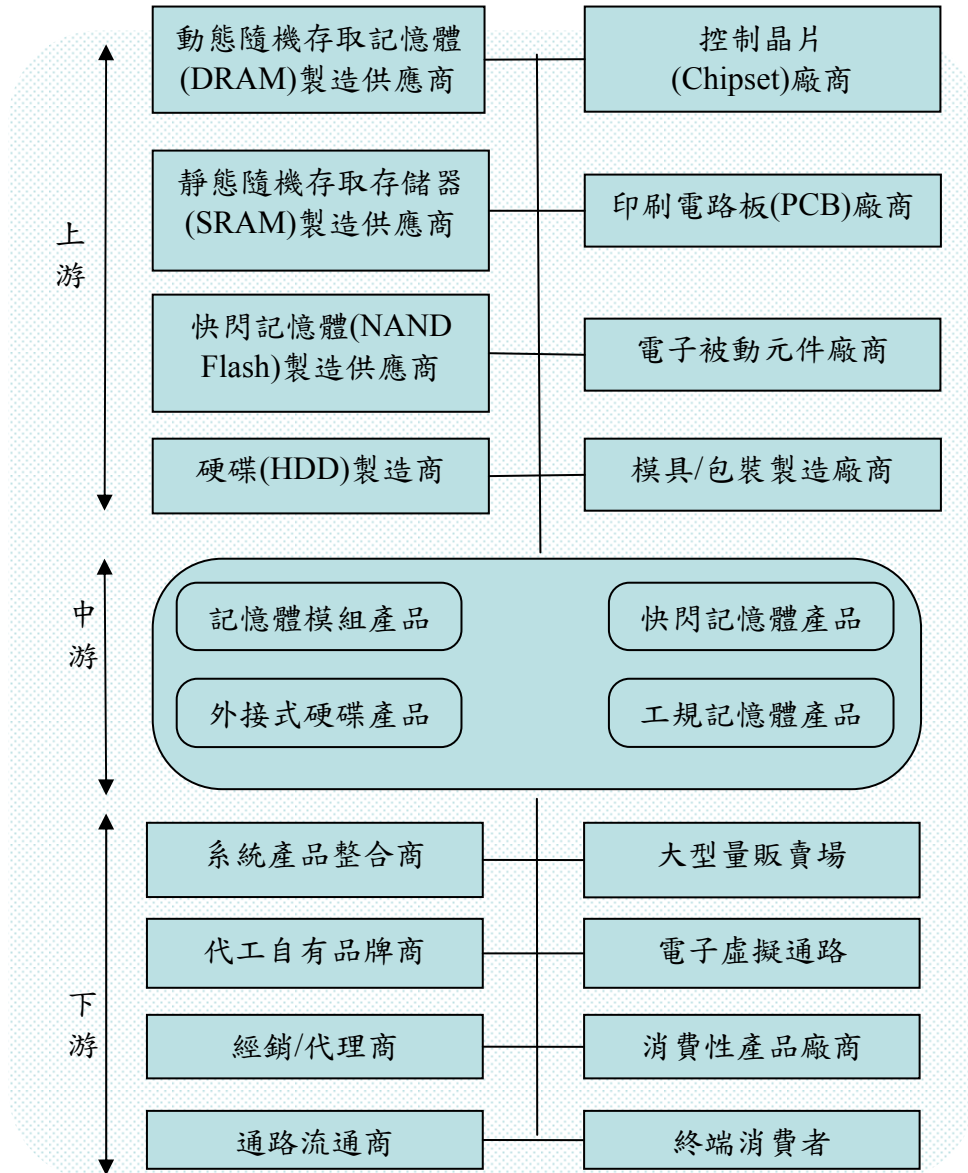 上
游
動態隨機存取記憶體
(DRAM)製造供應商
控制晶片
(Chipset)廠商
靜態隨機存取存儲器
(SRAM)製造供應商
印刷電路板(PCB)廠商
快閃記憶體(NAND
Flash)製造供應商
電子被動元件廠商
硬碟(HDD)製造商
模具/包裝製造廠商
中
游
記憶體模組產品
快閃記憶體產品
外接式硬碟產品
工規記憶體產品
下
游
系統產品整合商
大型量販賣場
代工自有品牌商
電子虛擬通路
經銷/代理商
消費性產品廠商
通路流通商
終端消費者